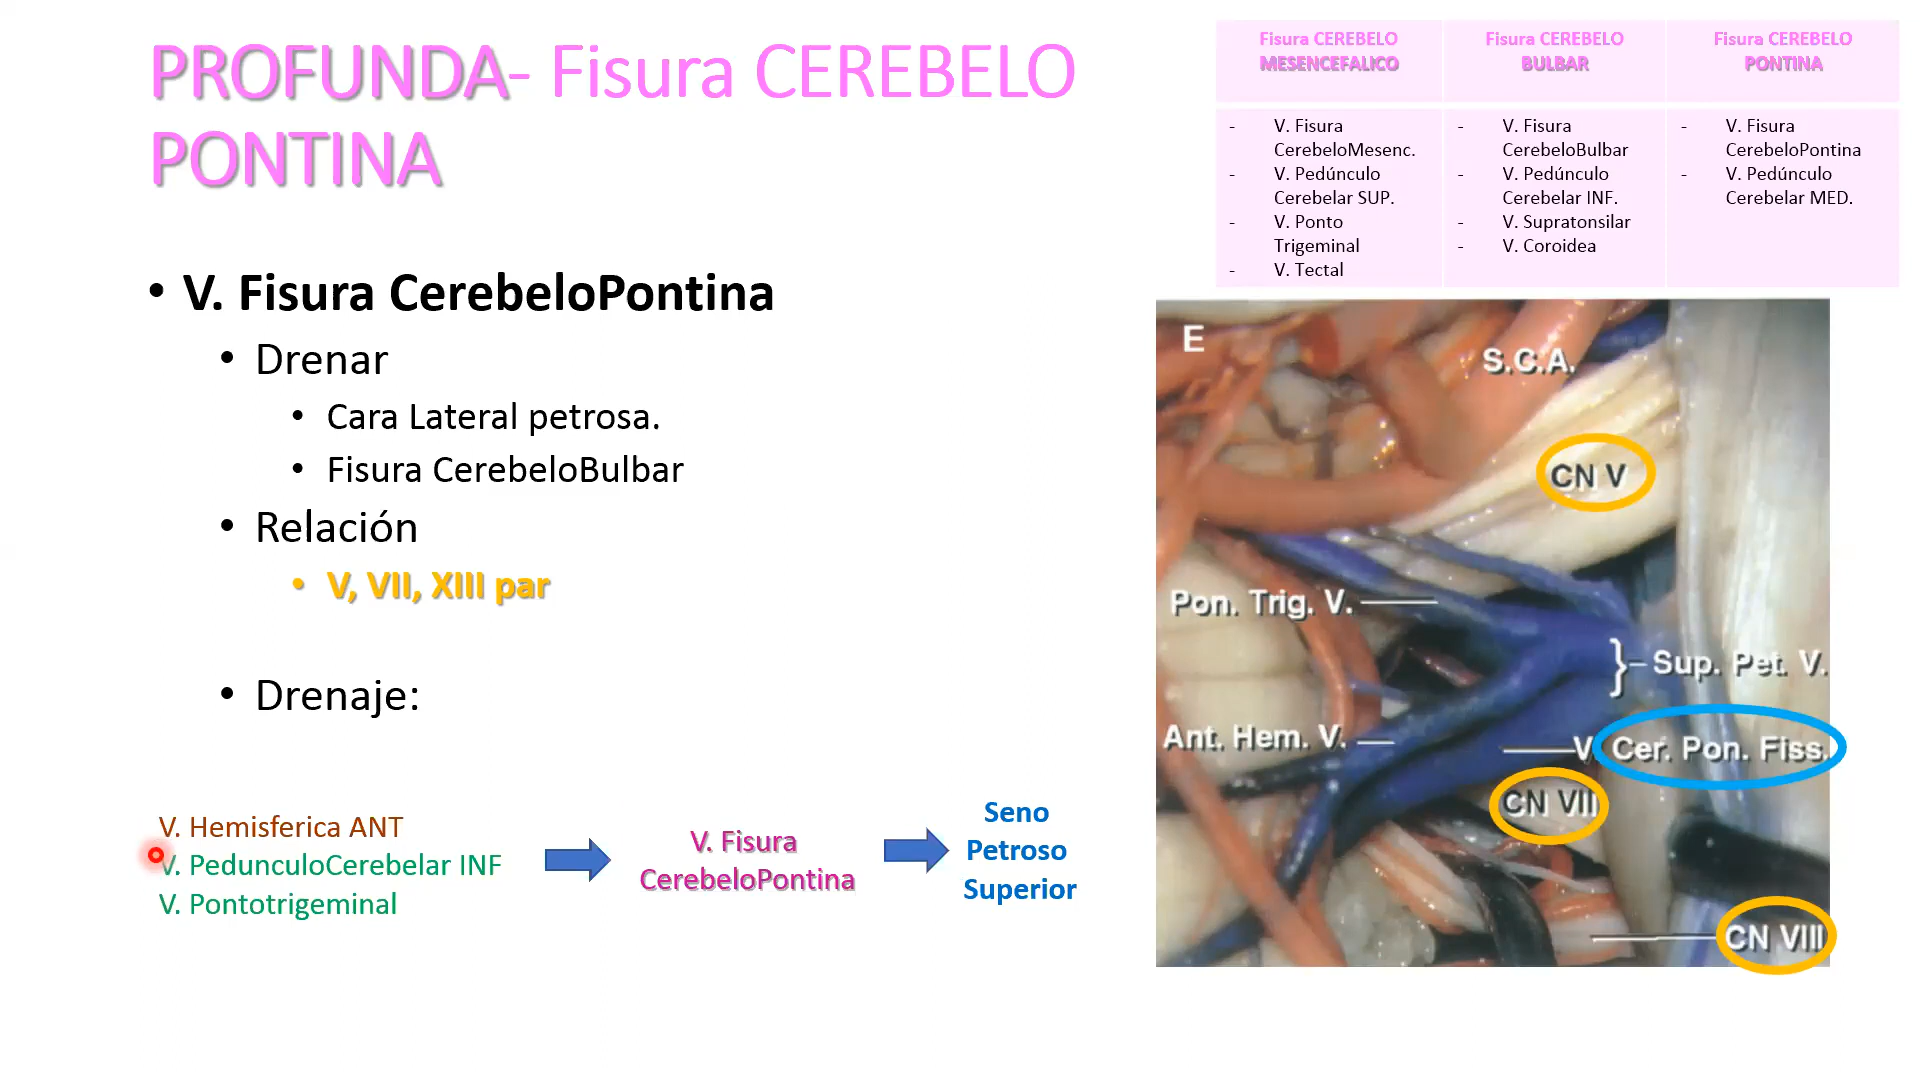 PROFUNDA- Fisura CEREBELO
PONTINA
Fisura CEREBELO
MESENCEFALICO
Fisura CEREBELO
BULBAR
Fisura CEREBELO
PONTINA
- V. Fisura
CerebeloMesenc.
- V. Pedúnculo
Cerebelar SUP.
- V. Ponto
Trigeminal
- V. Tectal
- V. Fisura
CerebeloBulbar
- V. Pedúnculo
Cerebelar INF.
- V. Supratonsilar
- V. Coroidea
- V. Fisura
CerebeloPontina
- V. Pedúnculo
Cerebelar MED.
• V. Fisura CerebeloPontina
• Drenar
• Cara Lateral petrosa.
• Fisura CerebeloBulbar
• Relación
• V, VII, XIII par
• Drenaje:
V. Hemisferica ANT
V. PedunculoCerebelar INF
V. Pontotrigeminal
V. Fisura
CerebeloPontina
Seno
Petroso
Superior
E
S.C.A.
CN V
Pon. Trig. V.
Sup. Pet. V.
Ant. Hem. V.
V. Cer. Pon. Fiss.
CN VII
CN VIII